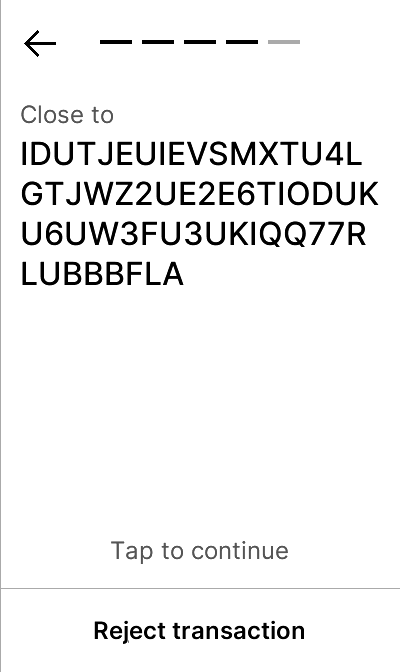 Close to
IDUTJEUIEVSMXTU4L
GTJWZ2UE2E6TIODUK
U6UW3FU3UKIQQ77R
LUBBBFLA
Tap to continue
Reject transaction